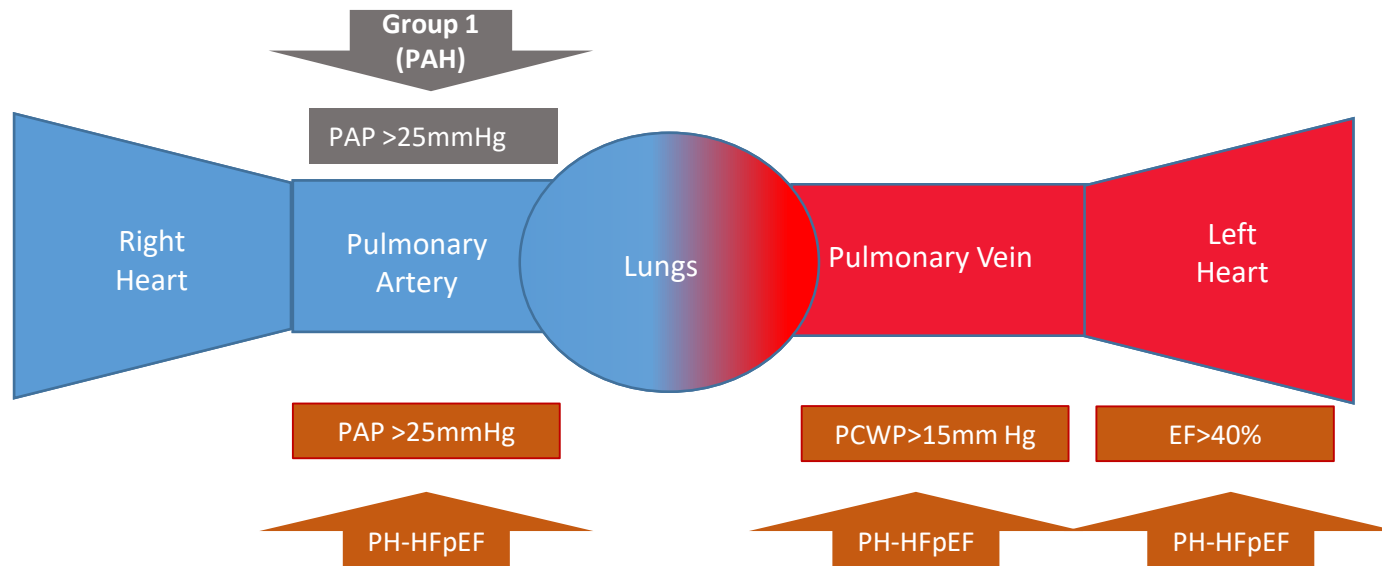 Group 1
(PAH)
PAP >25mmHg
Right
Heart
Pulmonary
Artery
Lungs
Pulmonary Vein
Left
Heart
PAP >25mmHg
PCWP>15mm Hg
EF>40%
PH-HFpEF
PH-HFpEF
PH-HFpEF